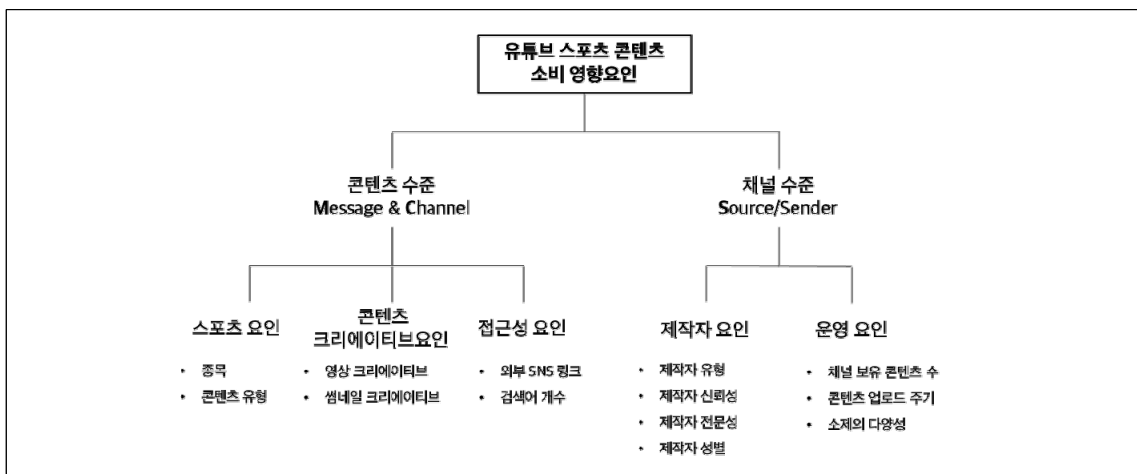 유튜브 스포츠 콘텐츠
소비 영향요인
콘텐츠 수준
Message & Channel
채널 수준
Source/Sender
스포츠 요인
• 종목
• 콘텐츠 유형
콘텐츠
크리에이티브요인
• 영상 크리에이티브
• 썸네일 크리에이티브
접근성 요인
• 외부 SNS 링크
• 검색어 개수
제작자 요인
• 제작자 유형
• 제작자 신뢰성
• 제작자 전문성
• 제작자 성별
운영 요인
• 채널 보유 콘텐츠 수
• 콘텐츠 업로드 주기
• 소제의 다양성